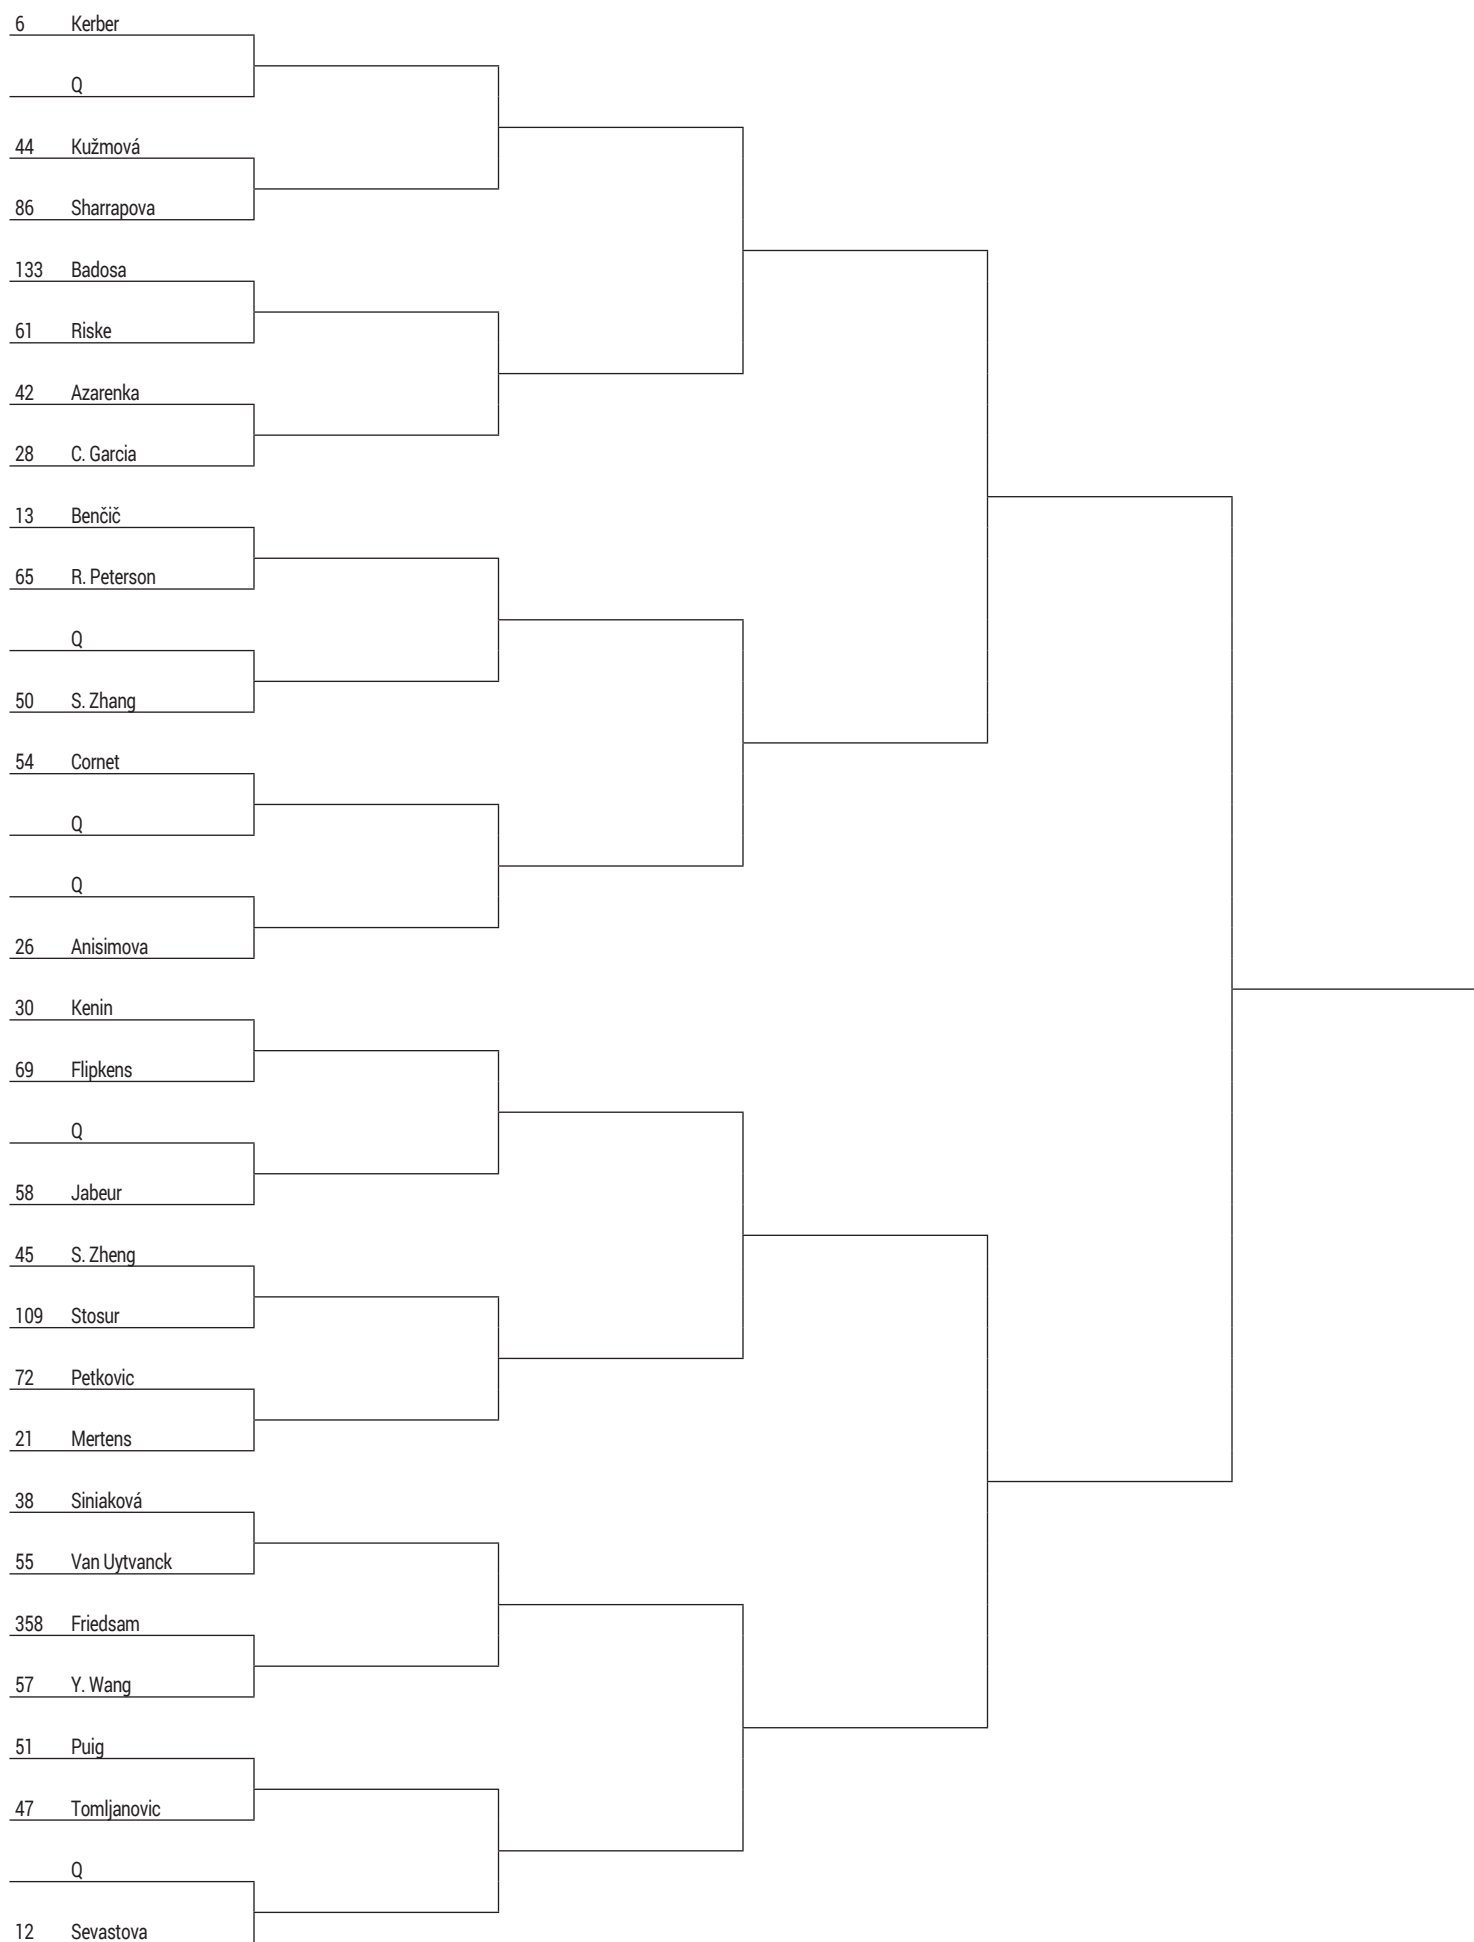 6 Kerber
Q
44 Kužmová
86 Sharrapova
133 Badosa
61 Riske
42 Azarenka
28 C. Garcia
13 Benčič
65 R. Peterson
Q
50 S. Zhang
54 Cornet
Q
Q
26 Anisimova
30 Kenin
69 Flipkens
Q
58 Jabeur
45 S. Zheng
109 Stosur
72 Petkovic
21 Mertens
38 Siniaková
55 Van Uytvanck
358 Friedsam
57 Y. Wang
51 Puig
47 Tomljanovic
Q
12 Sevastova